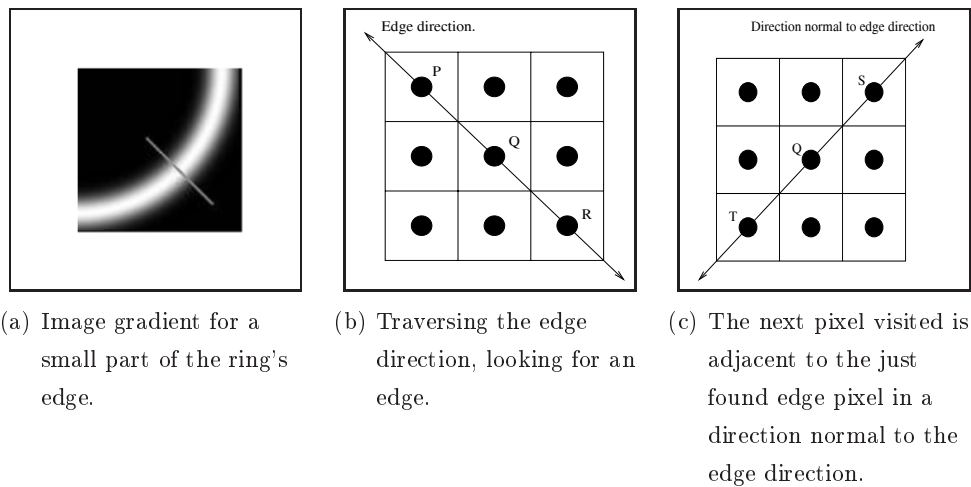 Edge direction.
P
Q
R
Direction normal to edge direction
S
Q
T
(a) Image gradient for a
small part of the ring's
edge.
(b) Traversing the edge
direction, looking for an
edge.
(c) The next pixel visited is
adjacent to the just
found edge pixel in a
direction normal to the
edge direction.